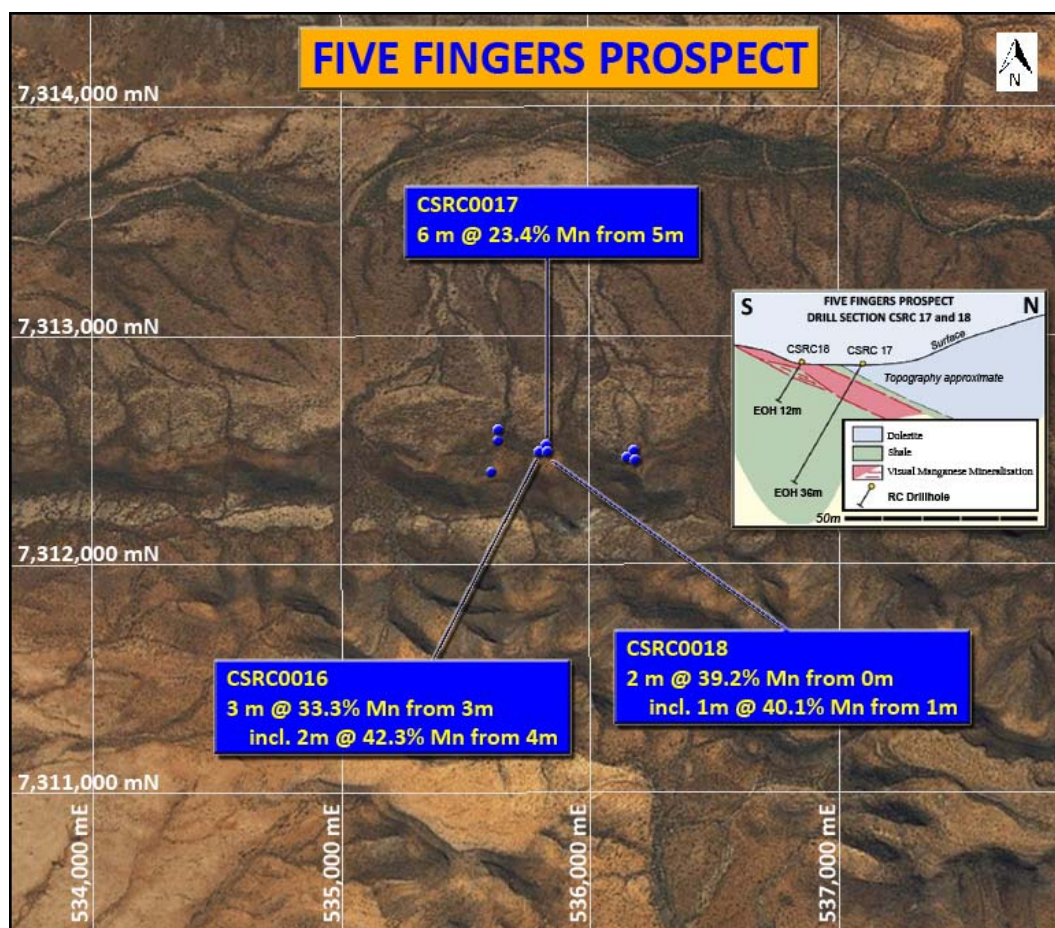 FIVE FINGERS PROSPECT
N
7,314,000 mN
CSRC0017
6 m @ 23.4% Mn from 5m
7,313,000 mN
S
FIVE FINGERS PROSPECT
N
DRILL SECTION CSRC 17 and 18
CSRC18
CSRC 17
Surface
Topography approximate
EOH 12m
EOH 36m
Dolerite
Shale
Visual Manganese Mineralisation
RC Drillhole
50m
7,312,000 mN
CSRC0016
3 m @ 33.3% Mn from 3m
incl. 2m @ 42.3% Mn from 4m
CSRC0018
2 m @ 39.2% Mn from 0m
incl. 1m @ 40.1% Mn from 1m
7,311,000 mN
534,000 mE
535,000 mE
536,000 mE
537,000 mE